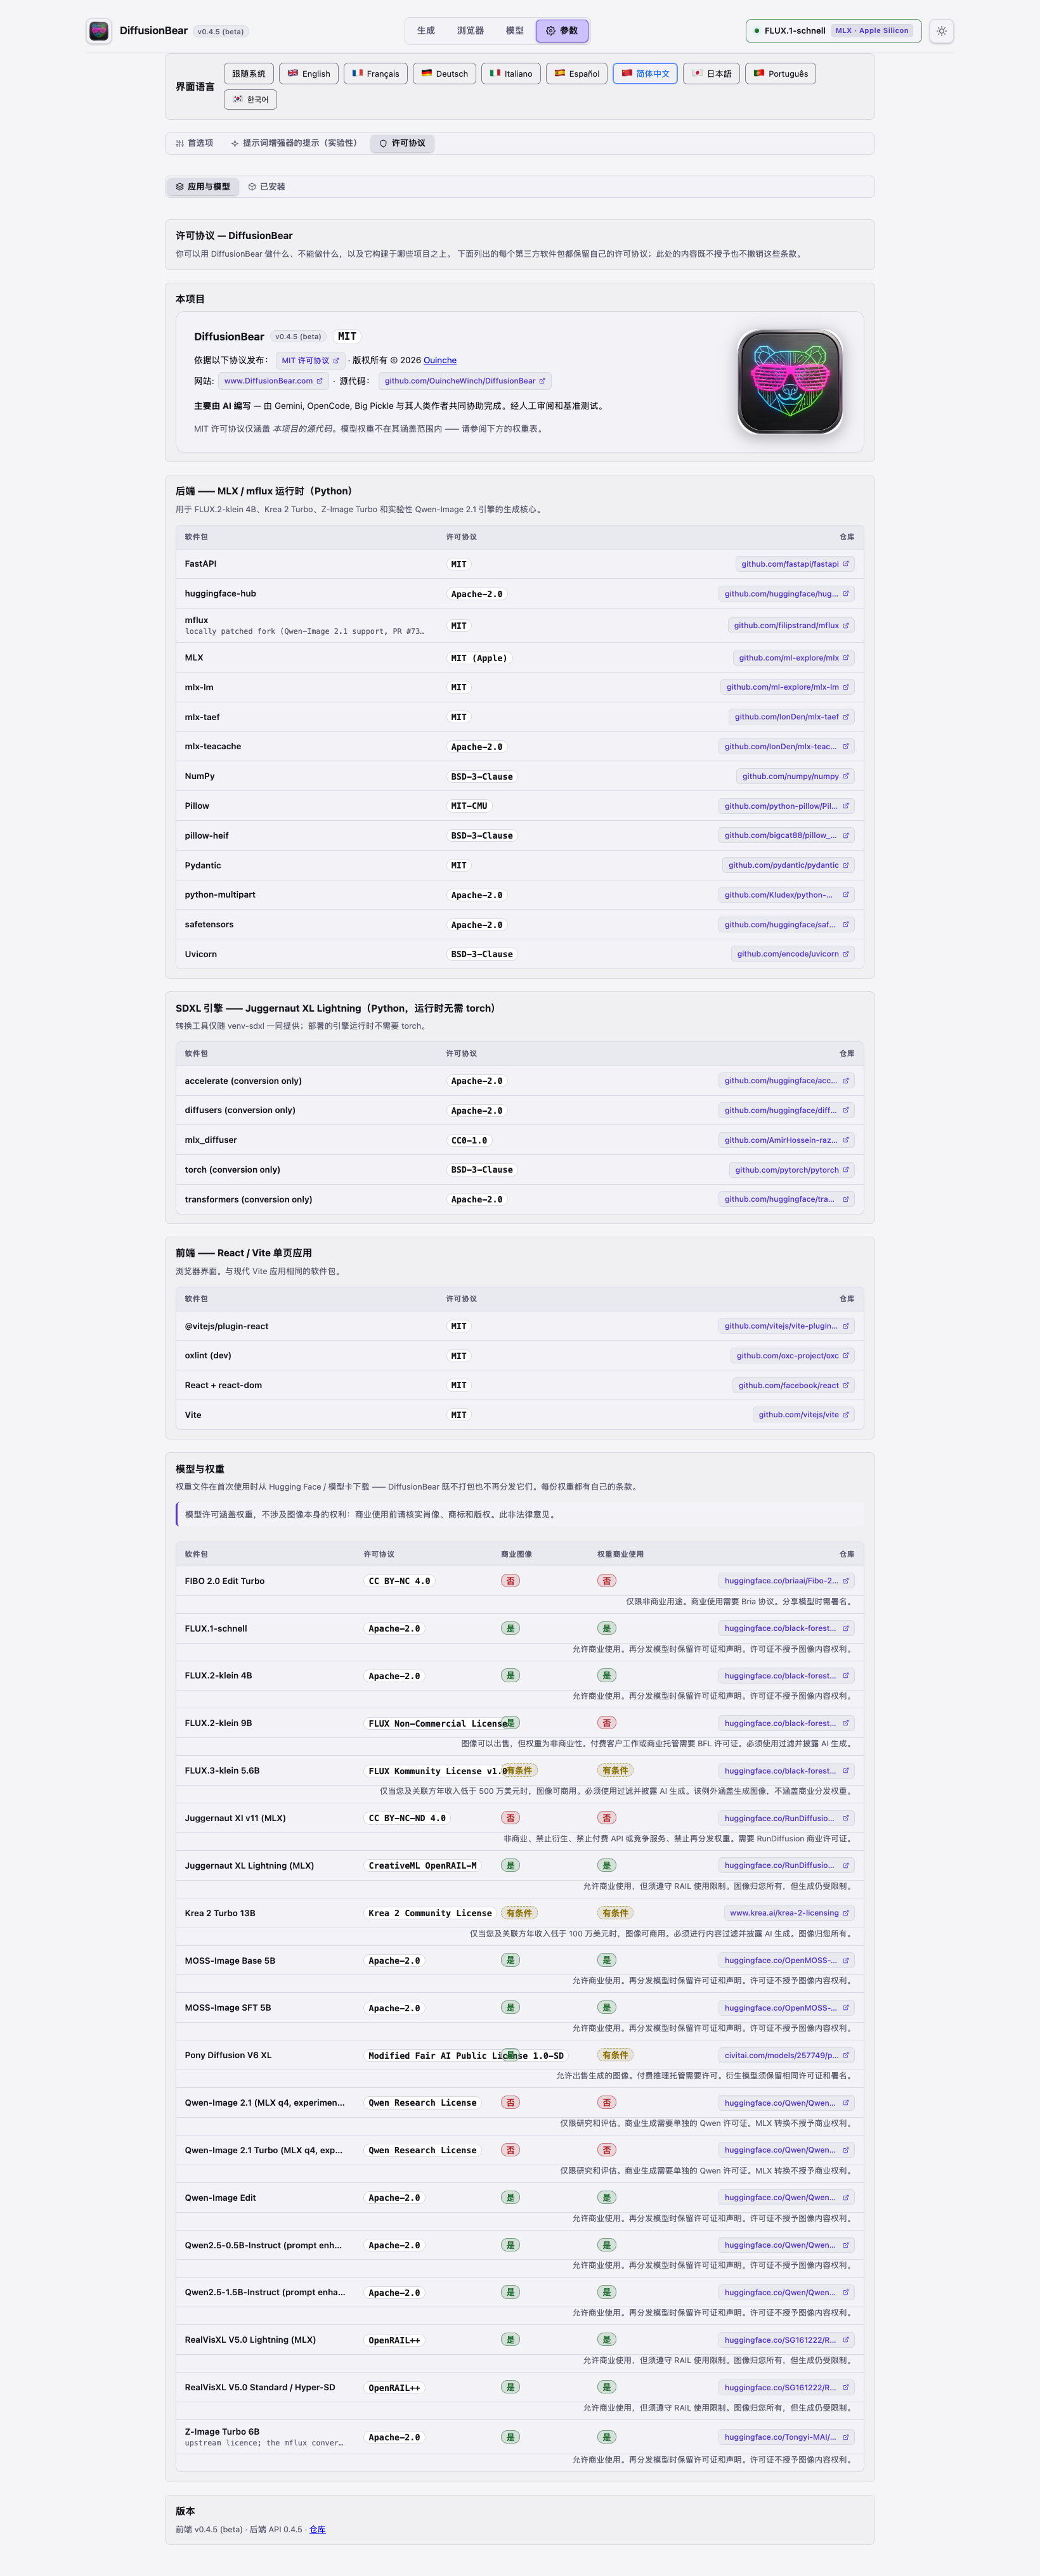 DiffusionBear v0.4.5 (beta) 生成 浏览器 模型 参数 FLUX.1-schnell MLX · Apple Silicon
界面语言 跟随系统 English Français Deutsch Italiano Español 简体中文 日本語 Português
한국어
首选项 提示词增强器的提示（实验性） 许可协议
应用与模型 已安装
许可协议 — DiffusionBear
你可以用 DiffusionBear 做什么、不能做什么，以及它构建于哪些项目之上。 下面列出的每个第三方软件包都保留自己的许可协议；此处的内容既不授予也不撤销这些条款。
本项目
DiffusionBear v0.4.5 (beta) MIT
依据以下协议发布： MIT 许可协议 · 版权所有 © 2026 Ouinche
网站: www.DiffusionBear.com · 源代码： github.com/OuincheWinch/DiffusionBear
主要由 AI 编写 — 由 Gemini, OpenCode, Big Pickle 与其人类作者共同协助完成。经人工审阅和基准测试。
MIT 许可协议仅涵盖 本项目的源代码。模型权重不在其涵盖范围内 —— 请参阅下方的权重表。
后端 —— MLX / mflux 运行时（Python）
用于 FLUX.2-klein 4B、Krea 2 Turbo、Z-Image Turbo 和实验性 Qwen-Image 2.1 引擎的生成核心。
软件包 许可协议 仓库
FastAPI MIT github.com/fastapi/fastapi
huggingface-hub Apache-2.0 github.com/huggingface/hug…
mflux MIT github.com/filipstrand/mflux
locally patched fork (Qwen-Image 2.1 support, PR #73…
MLX MIT (Apple) github.com/ml-explore/mlx
mlx-lm MIT github.com/ml-explore/mlx-lm
mlx-taef MIT github.com/IonDen/mlx-taef
mlx-teacache Apache-2.0 github.com/IonDen/mlx-teac…
NumPy BSD-3-Clause github.com/numpy/numpy
Pillow MIT-CMU github.com/python-pillow/Pil…
pillow-heif BSD-3-Clause github.com/bigcat88/pillow_…
Pydantic MIT github.com/pydantic/pydantic
python-multipart Apache-2.0 github.com/Kludex/python-…
safetensors Apache-2.0 github.com/huggingface/saf…
Uvicorn BSD-3-Clause github.com/encode/uvicorn
SDXL 引擎 —— Juggernaut XL Lightning（Python，运行时无需 torch）
转换工具仅随 venv-sdxl 一同提供；部署的引擎运行时不需要 torch。
软件包 许可协议 仓库
accelerate (conversion only) Apache-2.0 github.com/huggingface/acc…
diffusers (conversion only) Apache-2.0 github.com/huggingface/diff…
mlx_diffuser CC0-1.0 github.com/AmirHossein-raz…
torch (conversion only) BSD-3-Clause github.com/pytorch/pytorch
transformers (conversion only) Apache-2.0 github.com/huggingface/tra…
前端 —— React / Vite 单页应用
浏览器界面。与现代 Vite 应用相同的软件包。
软件包 许可协议 仓库
@vitejs/plugin-react MIT github.com/vitejs/vite-plugin…
oxlint (dev) MIT github.com/oxc-project/oxc
React + react-dom MIT github.com/facebook/react
Vite MIT github.com/vitejs/vite
模型与权重
权重文件在首次使用时从 Hugging Face / 模型卡下载 —— DiffusionBear 既不打包也不再分发它们。每份权重都有自己的条款。
模型许可涵盖权重，不涉及图像本身的权利：商业使用前请核实肖像、商标和版权。此非法律意见。
软件包 许可协议 商业图像 权重商业使用 仓库
FIBO 2.0 Edit Turbo CC BY-NC 4.0 否 否 huggingface.co/briaai/Fibo-2…
仅限非商业用途。商业使用需要 Bria 协议。分享模型时需署名。
FLUX.1-schnell Apache-2.0 是 是 huggingface.co/black-forest…
允许商业使用。再分发模型时保留许可证和声明。许可证不授予图像内容权利。
FLUX.2-klein 4B Apache-2.0 是 是 huggingface.co/black-forest…
允许商业使用。再分发模型时保留许可证和声明。许可证不授予图像内容权利。
FLUX.2-klein 9B FLUX Non-Commercial License 是 否 huggingface.co/black-forest…
图像可以出售，但权重为非商业性。付费客户工作或商业托管需要 BFL 许可证。必须使用过滤并披露 AI 生成。
FLUX.3-klein 5.6B FLUX Kommunity License v1.0 有条件 有条件 huggingface.co/black-forest…
仅当您及关联方年收入低于 500 万美元时，图像可商用。必须使用过滤并披露 AI 生成。该例外涵盖生成图像，不涵盖商业分发权重。
Juggernaut XI v11 (MLX) CC BY-NC-ND 4.0 否 否 huggingface.co/RunDiffusio…
非商业、禁止衍生、禁止付费 API 或竞争服务、禁止再分发权重。需要 RunDiffusion 商业许可证。
Juggernaut XL Lightning (MLX) CreativeML OpenRAIL-M 是 是 huggingface.co/RunDiffusio…
允许商业使用，但须遵守 RAIL 使用限制。图像归您所有，但生成仍受限制。
Krea 2 Turbo 13B Krea 2 Community License 有条件 有条件 www.krea.ai/krea-2-licensing
仅当您及关联方年收入低于 100 万美元时，图像可商用。必须进行内容过滤并披露 AI 生成。图像归您所有。
MOSS-Image Base 5B Apache-2.0 是 是 huggingface.co/OpenMOSS-…
允许商业使用。再分发模型时保留许可证和声明。许可证不授予图像内容权利。
MOSS-Image SFT 5B Apache-2.0 是 是 huggingface.co/OpenMOSS-…
允许商业使用。再分发模型时保留许可证和声明。许可证不授予图像内容权利。
Pony Diffusion V6 XL Modified Fair AI Public License 1.0-SD 是 有条件 civitai.com/models/257749/p…
允许出售生成的图像。付费推理托管需要许可。衍生模型须保留相同许可证和署名。
Qwen-Image 2.1 (MLX q4, experimen… Qwen Research License 否 否 huggingface.co/Qwen/Qwen…
仅限研究和评估。商业生成需要单独的 Qwen 许可证。MLX 转换不授予商业权利。
Qwen-Image 2.1 Turbo (MLX q4, exp… Qwen Research License 否 否 huggingface.co/Qwen/Qwen…
仅限研究和评估。商业生成需要单独的 Qwen 许可证。MLX 转换不授予商业权利。
Qwen-Image Edit Apache-2.0 是 是 huggingface.co/Qwen/Qwen…
允许商业使用。再分发模型时保留许可证和声明。许可证不授予图像内容权利。
Qwen2.5-0.5B-Instruct (prompt enh… Apache-2.0 是 是 huggingface.co/Qwen/Qwen…
允许商业使用。再分发模型时保留许可证和声明。许可证不授予图像内容权利。
Qwen2.5-1.5B-Instruct (prompt enha… Apache-2.0 是 是 huggingface.co/Qwen/Qwen…
允许商业使用。再分发模型时保留许可证和声明。许可证不授予图像内容权利。
RealVisXL V5.0 Lightning (MLX) OpenRAIL++ 是 是 huggingface.co/SG161222/R…
允许商业使用，但须遵守 RAIL 使用限制。图像归您所有，但生成仍受限制。
RealVisXL V5.0 Standard / Hyper-SD OpenRAIL++ 是 是 huggingface.co/SG161222/R…
允许商业使用，但须遵守 RAIL 使用限制。图像归您所有，但生成仍受限制。
Z-Image Turbo 6B Apache-2.0 是 是 huggingface.co/Tongyi-MAI/…
upstream licence; the mflux conver…
允许商业使用。再分发模型时保留许可证和声明。许可证不授予图像内容权利。
版本
前端 v0.4.5 (beta) · 后端 API 0.4.5 · 仓库